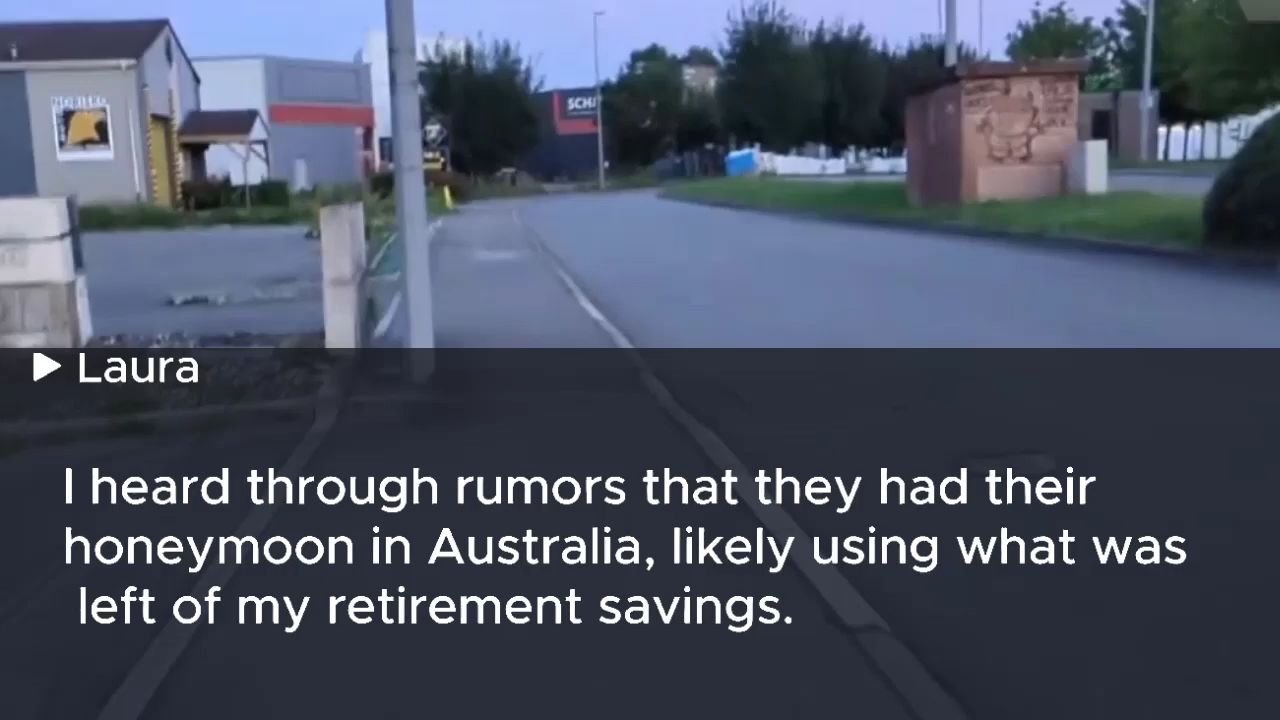 SCHA
Laura
I heard through rumors that they had their
honeymoon in Australia, likely using what was
left of my retirement savings.